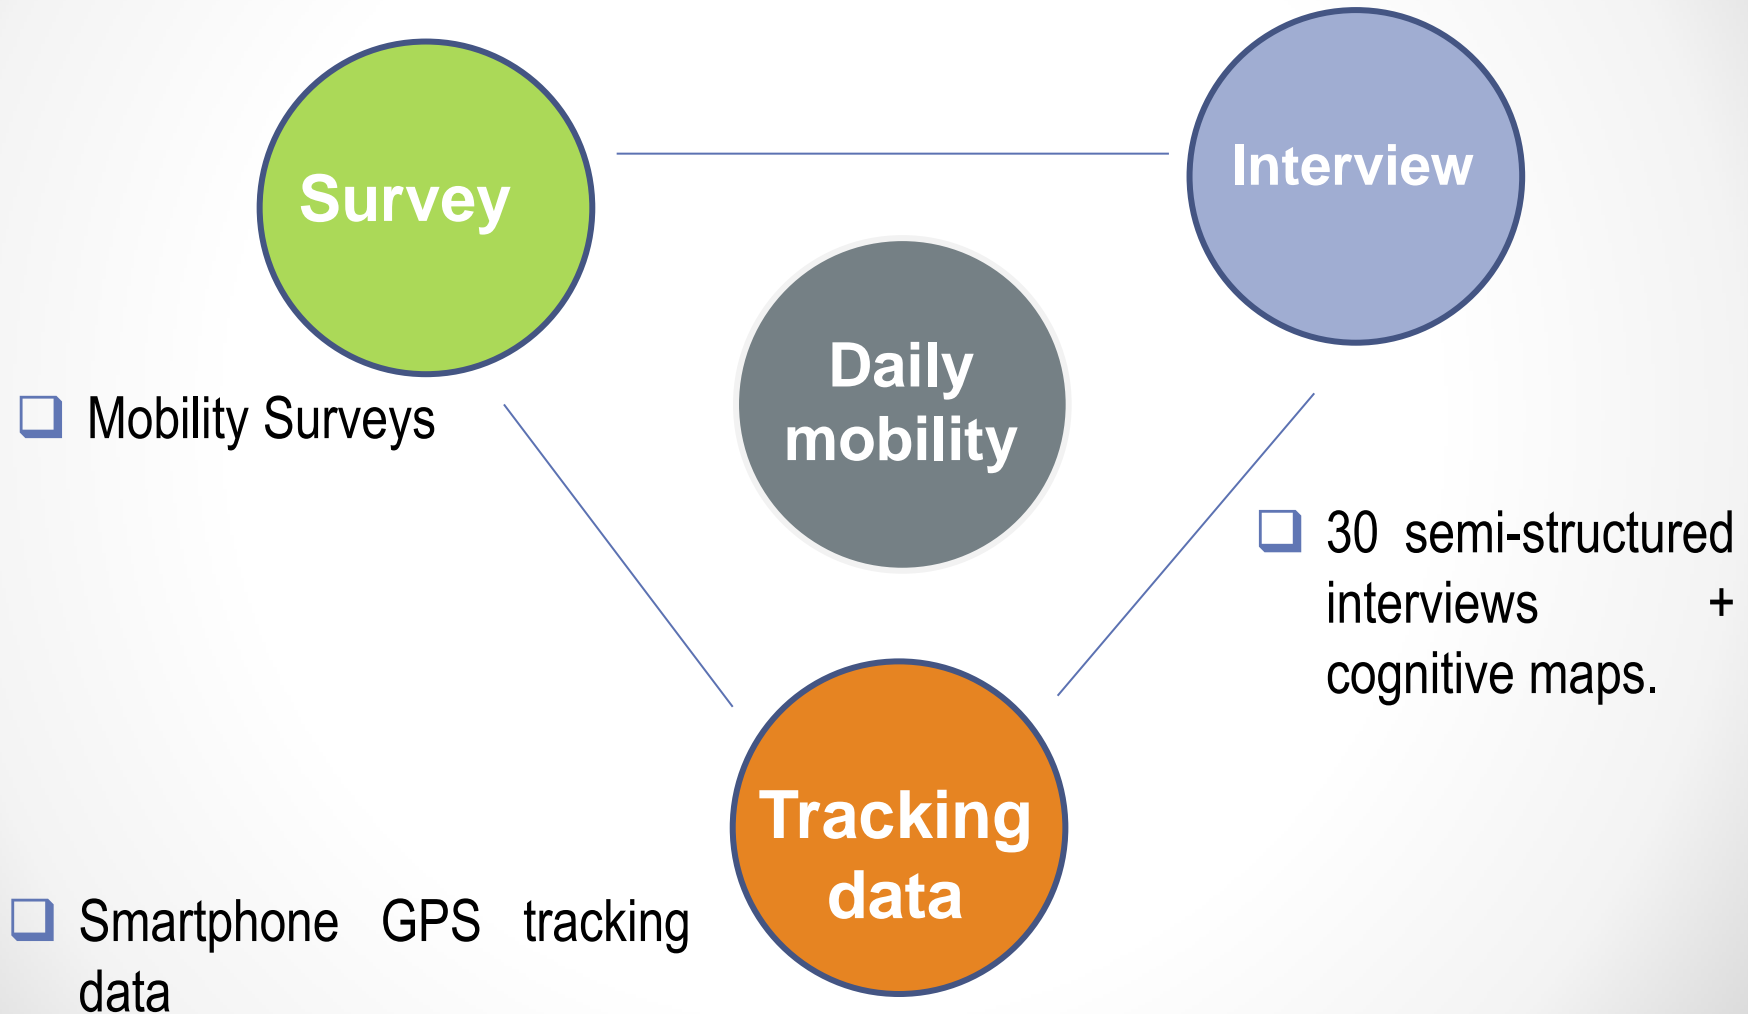 Survey
Interview
Daily
mobility
❑ Mobility Surveys
❑ 30 semi-structured
interviews +
cognitive maps.
Tracking
data
❑ Smartphone GPS tracking
data